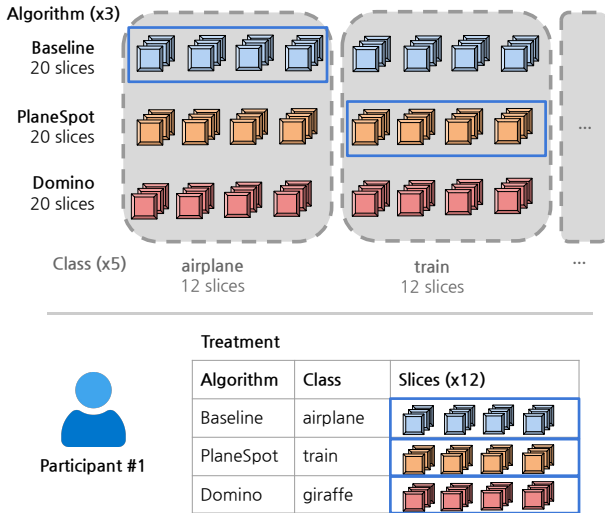 Algorithm (x3)
Baseline
20 slices
PlaneSpot
20 slices
Domino
20 slices
...
Class (x5)
airplane
12 slices
train
12 slices
...
Treatment
Algorithm Class Slices (x12)
Baseline airplane
PlaneSpot train
Domino giraffe
Participant #1